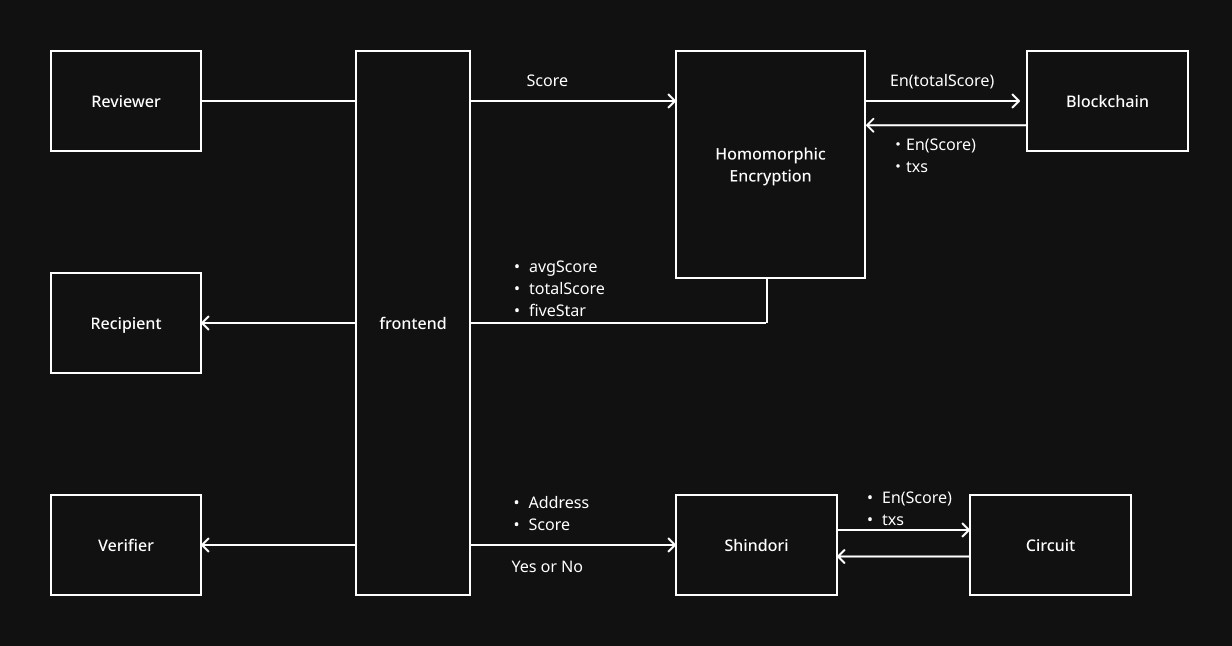 Reviewer
Score
En(totalScore)
Blockchain
・En(Score)
・txs
Homomorphic
Encryption
• avgScore
• totalScore
• fiveStar
Recipient
frontend
• Address
• Score
Yes or No
Verifier
Shindori
• En(Score)
• txs
Circuit